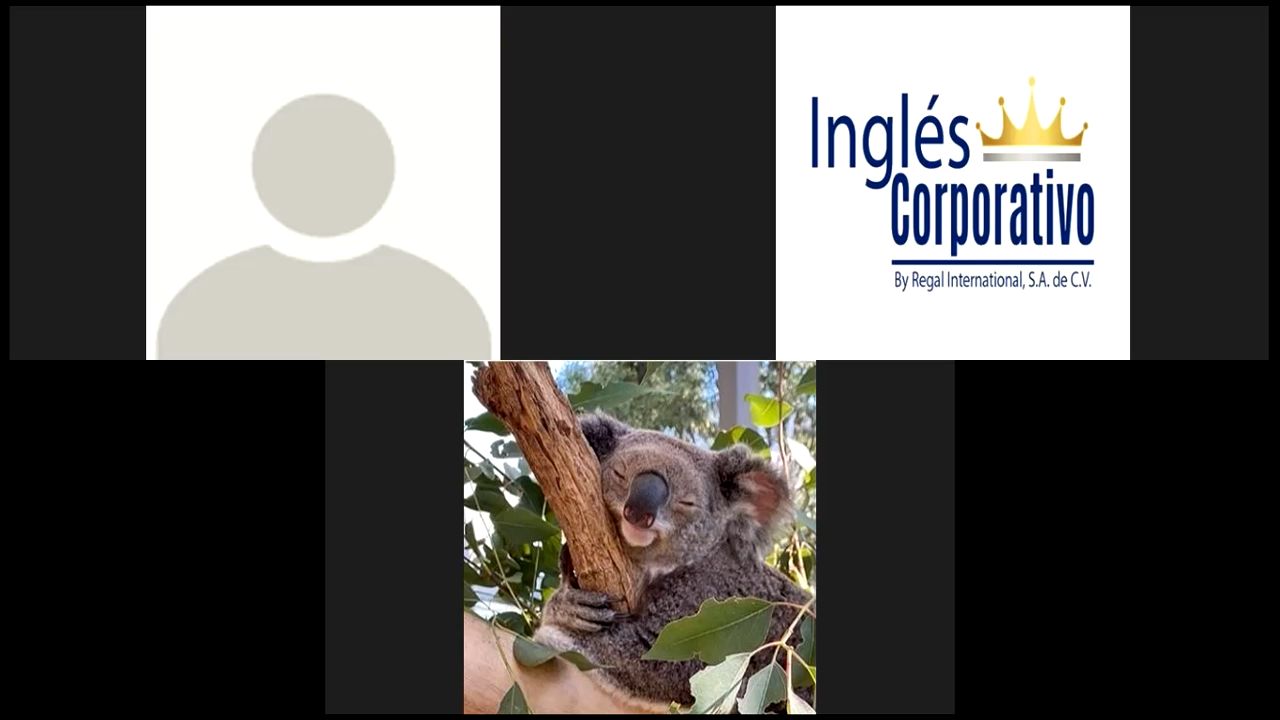 Inglés
Corporativo
By Regal International, S.A. de C.V.